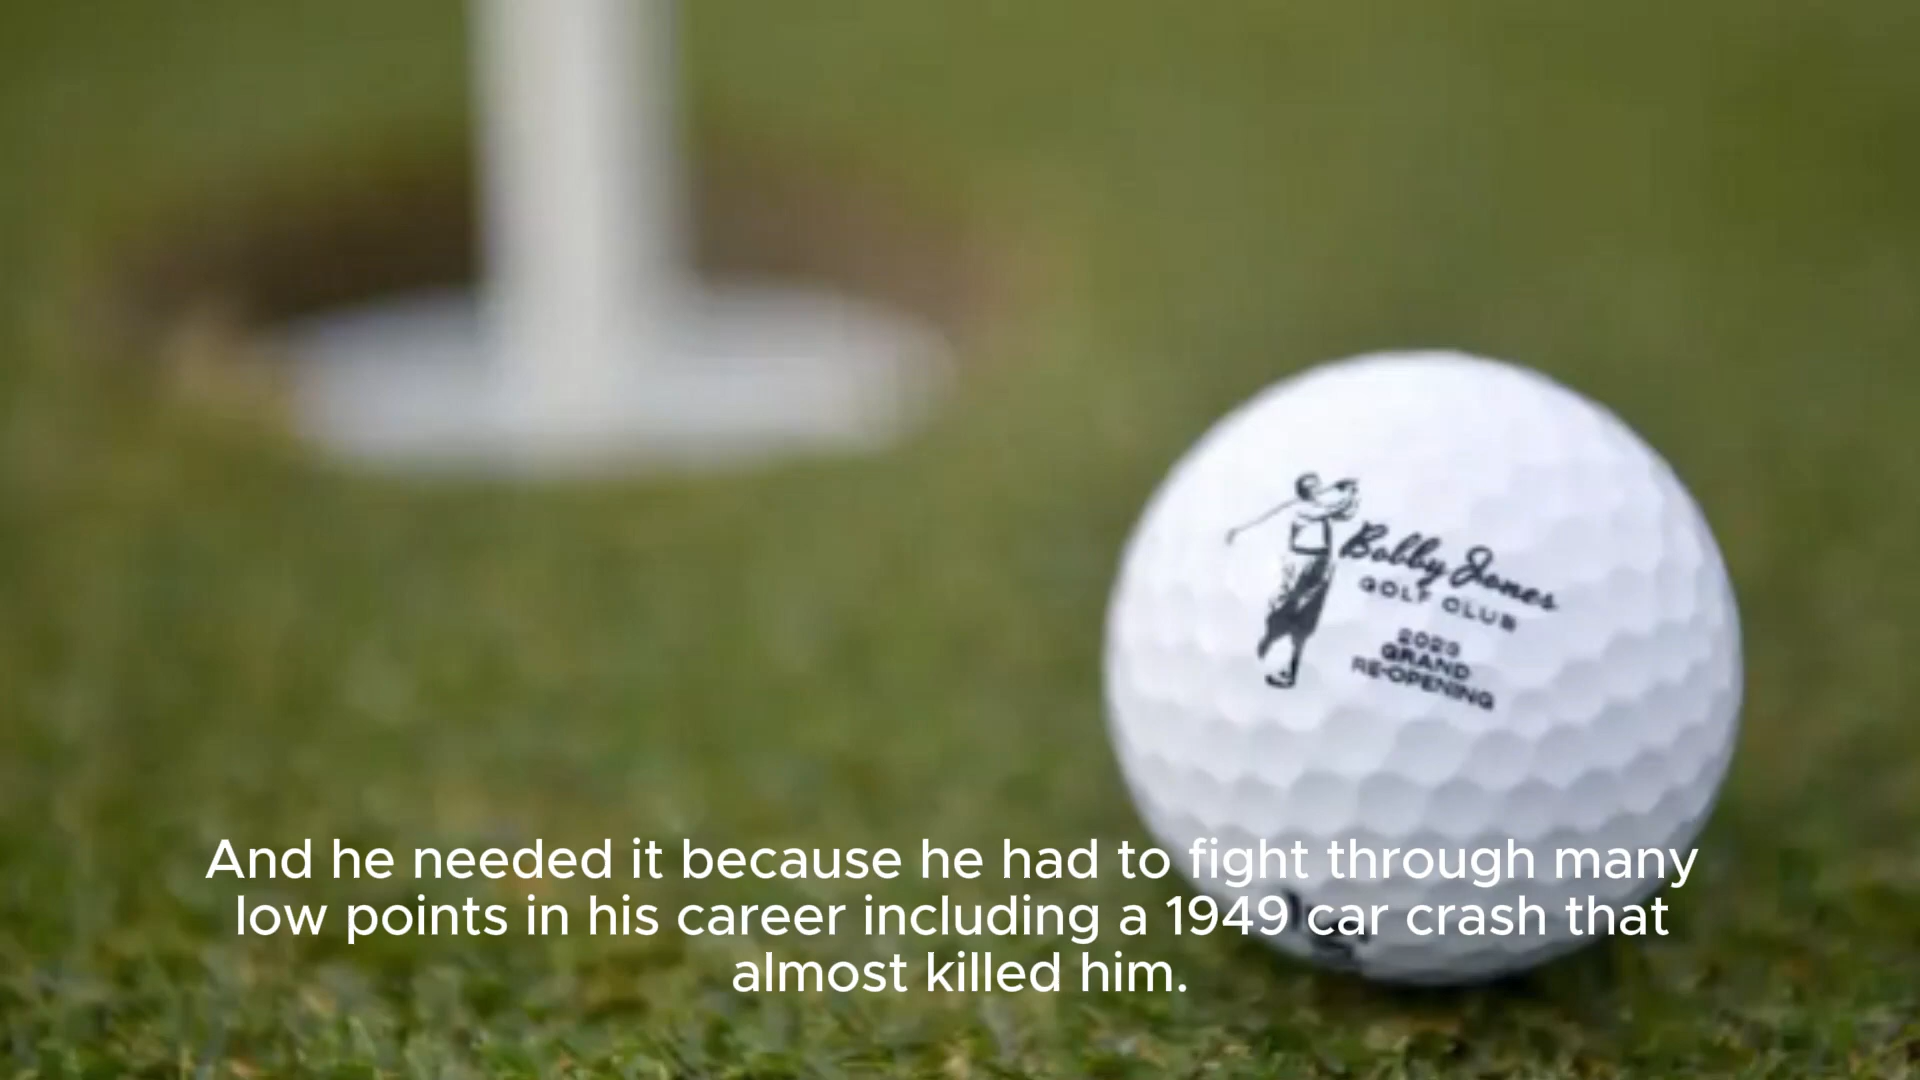 Bobby Jones
GOLF CLUB
2023
GRAND
RE-OPENING
And he needed it because he had to fight through many
low points in his career including a 1949 car crash that
almost killed him.